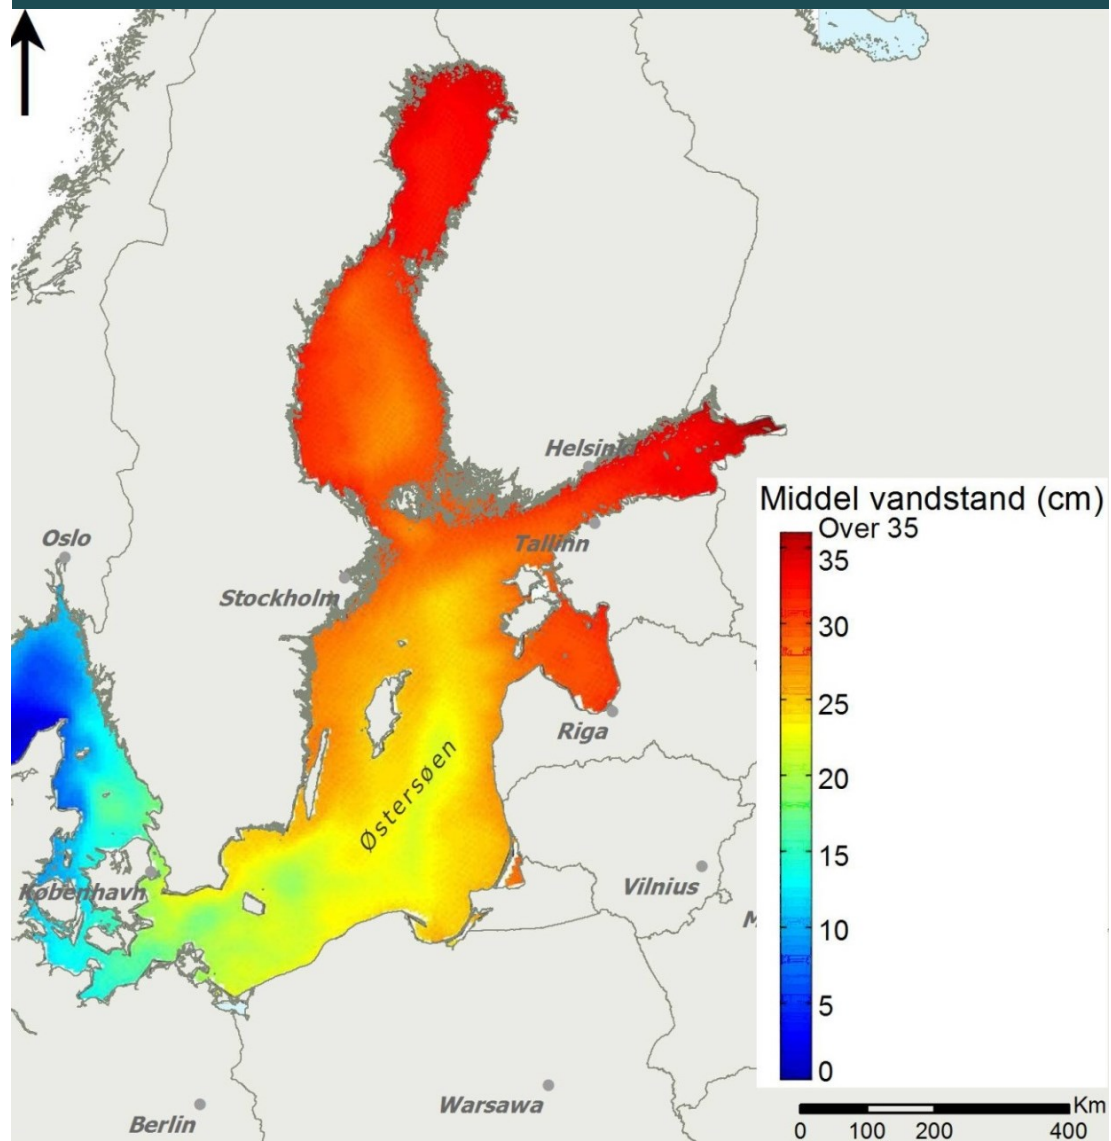 Helsink
Middel vandstand (cm)
Over 35
35
Oslo
Tallinn
Stockholm
30
25
Riga
Østersøen
20
København
Vilnius
15
M
10
5
0
Warsawa
Berlin
Km
0 100 200 400